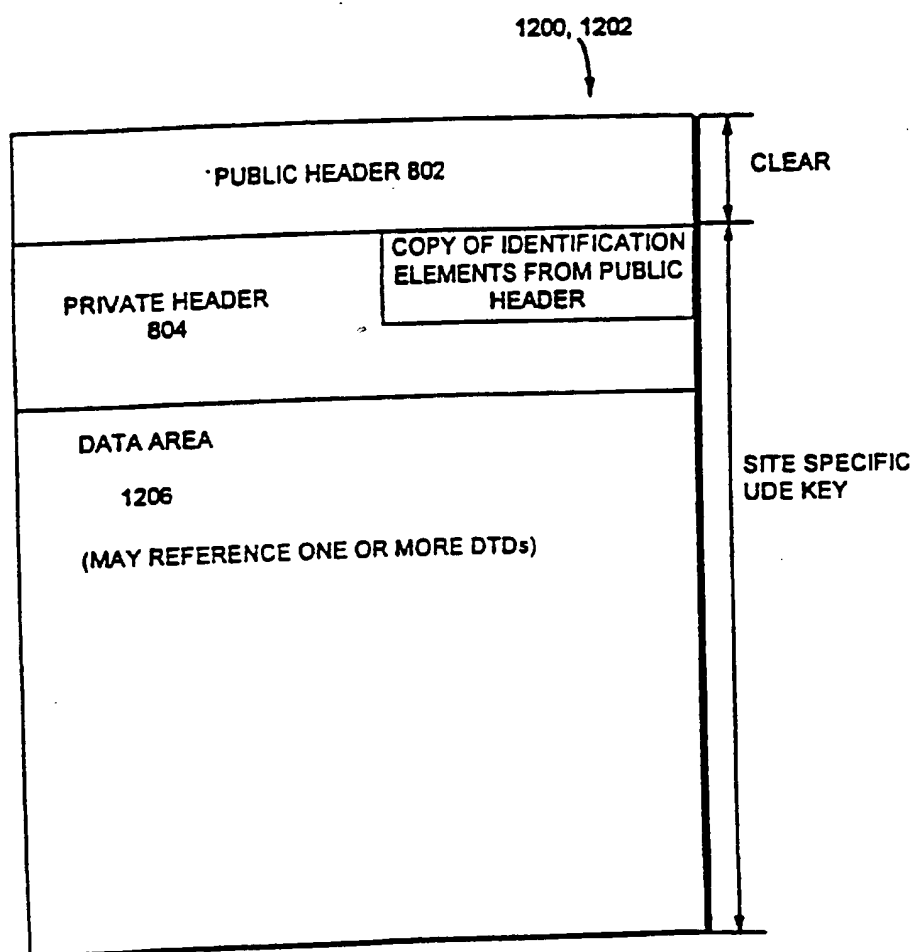 1200, 1202
PUBLIC HEADER 802
CLEAR
COPY OF IDENTIFICATION
ELEMENTS FROM PUBLIC
HEADER
PRIVATE HEADER
804
DATA AREA
1206
(MAY REFERENCE ONE OR MORE DTDs)
SITE SPECIFIC
UDE KEY